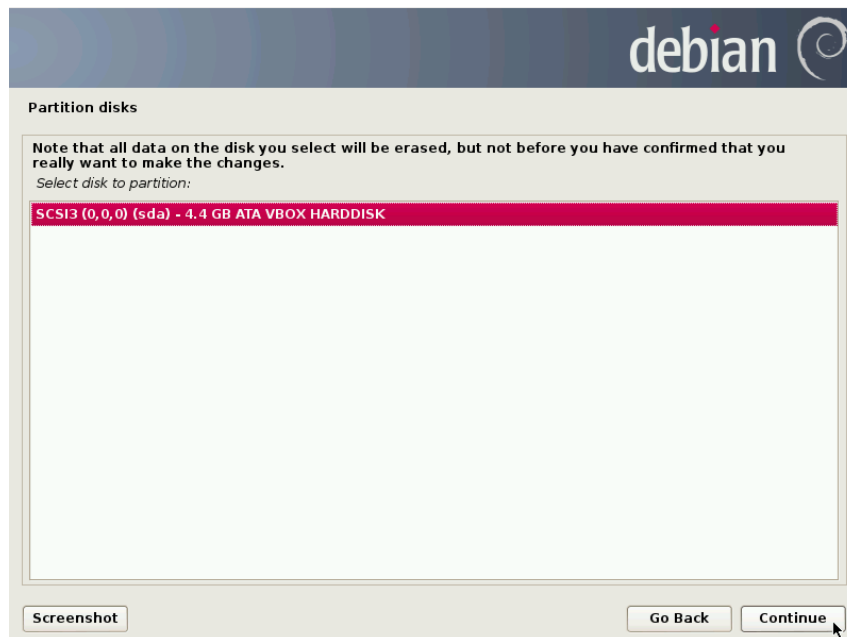 debian
Partition disks
Note that all data on the disk you select will be erased, but not before you have confirmed that you
really want to make the changes.
Select disk to partition:
SCSI3 (0,0,0) (sda) - 4.4 GB ATA VBOX HARDDISK
Screenshot
Go Back
Continue